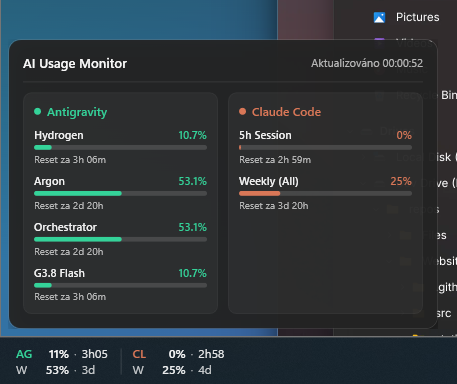 Pictures
AI Usage Monitor
Aktualizováno 00:00:52
Antigravity
Hydrogen 10.7%
Reset za 3h 06m
Argon 53.1%
Reset za 2d 20h
Orchestrator 53.1%
Reset za 2d 20h
G3.8 Flash 10.7%
Reset za 3h 06m
Claude Code
5h Session 0%
Reset za 2h 59m
Weekly (All) 25%
Reset za 3d 20h
Bin
Disk (
src
AG 11% · 3h05
W 53% · 3d
CL 0% · 2h58
W 25% · 4d